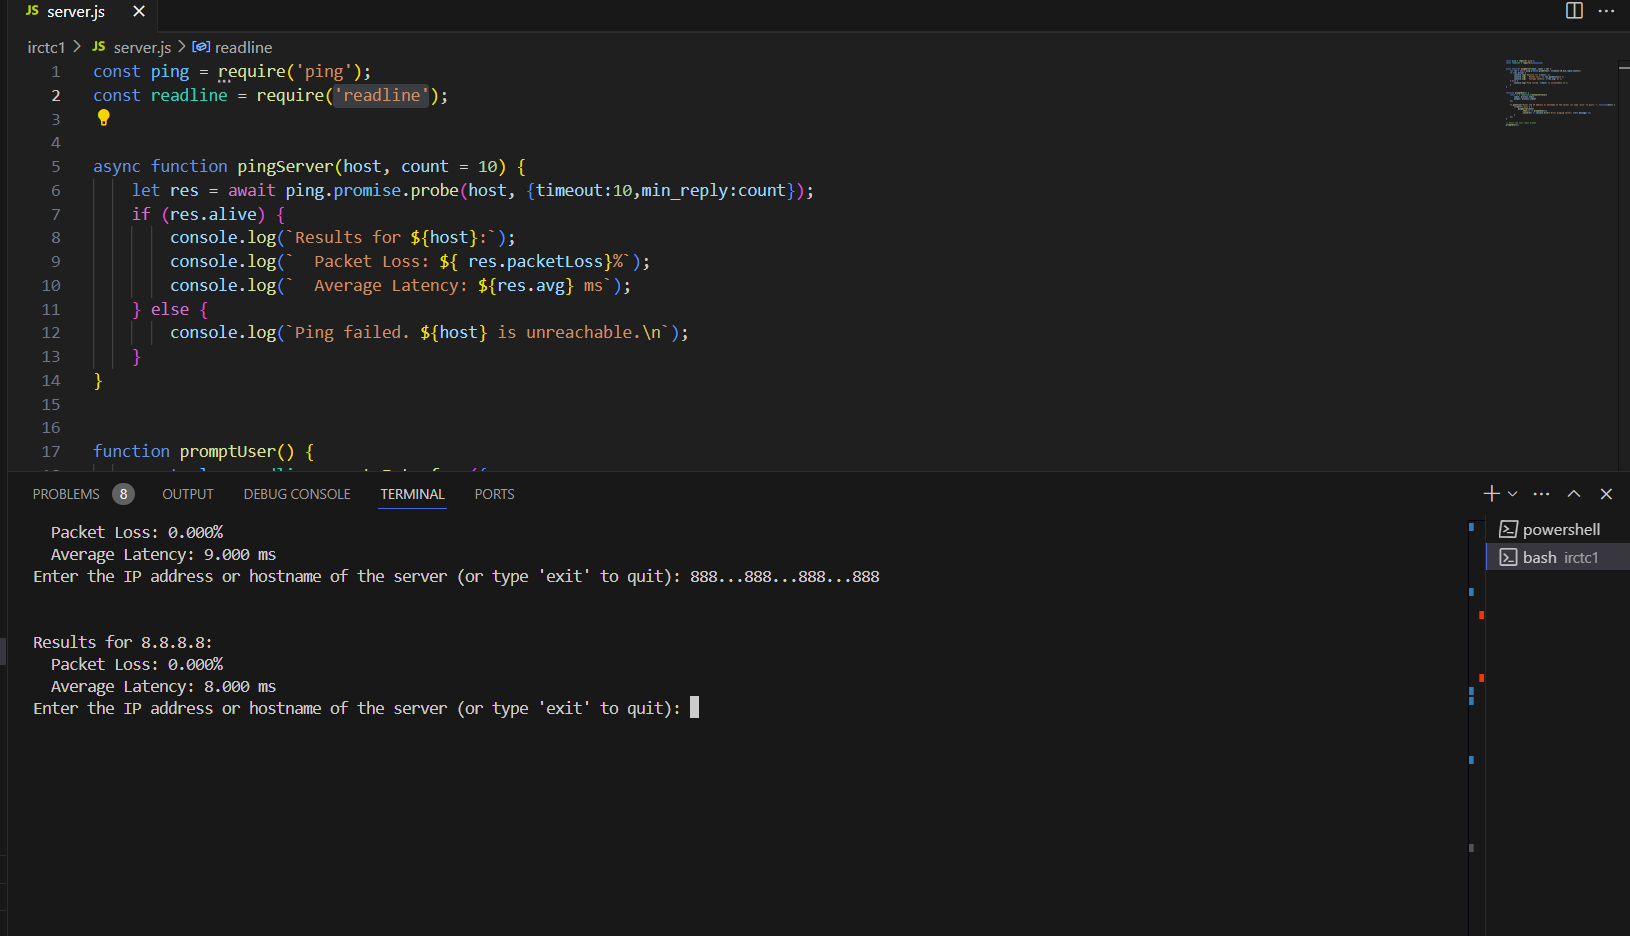 JS server.js
irctc1 > JS server.js > readline
1 const ping = require('ping');
2 const readline = require('readline');
3
4
5 async function pingServer(host, count = 10) {
6 let res = await ping.promise.probe(host, {timeout:10,min_reply:count});
7 if (res.alive) {
8 console.log(`Results for ${host}:`);
9 console.log(`  Packet Loss: ${ res.packetLoss}%`);
10 console.log(`  Average Latency: ${res.avg} ms`);
11 } else {
12 console.log(`Ping failed. ${host} is unreachable.\n`);
13 }
14 }
15
16
17 function promptUser() {
PROBLEMS 8 OUTPUT DEBUG CONSOLE TERMINAL PORTS
Packet Loss: 0.000%
Average Latency: 9.000 ms
Enter the IP address or hostname of the server (or type 'exit' to quit): 888...888...888...888
Results for 8.8.8.8:
Packet Loss: 0.000%
Average Latency: 8.000 ms
Enter the IP address or hostname of the server (or type 'exit' to quit):
powershell
bash irctc1